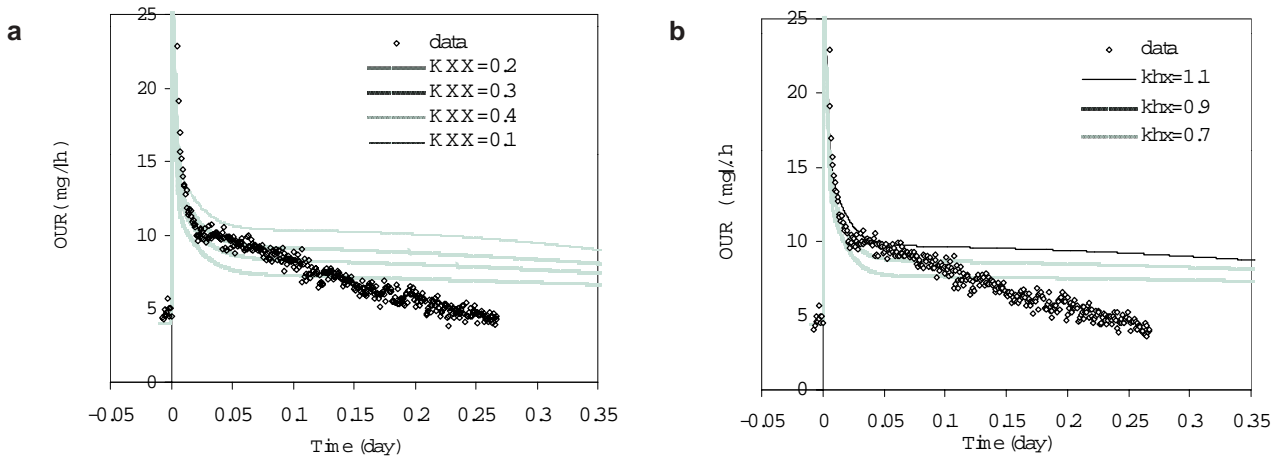 a
25
20
15
10
5
0
OUR (mg/lh)
data
KXX=0.2
KXX=0.3
KXX=0.4
KXX=0.1
-0.05 0 0.05 0.1 0.15 0.2 0.25 0.3 0.35
Time (day)
b
25
20
15
10
5
0
OUR (mgl/.h
data
khx=1.1
khx=0.9
khx=0.7
-0.05 0 0.05 0.1 0.15 0.2 0.25 0.3 0.35
Time (day)